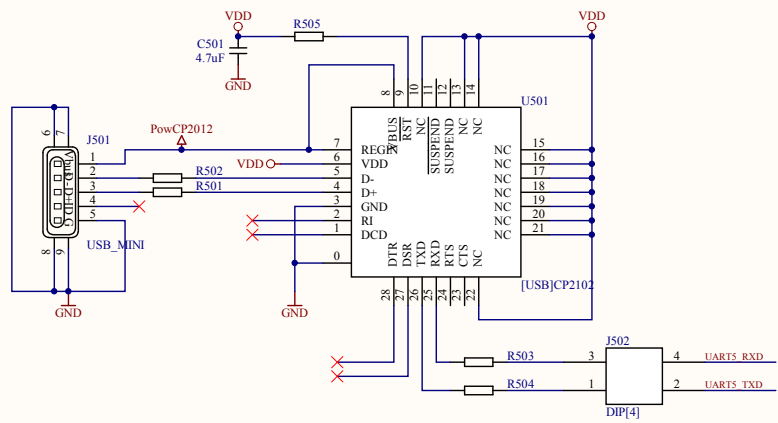 VDD
VDD
R505
C501
4.7uF
GND
8
9
10
11
12
13
14
VBUS
RST
NC
SUSPEND
SUSPEND
NC
NC
U501
J501
PowCP2012
6
7
1
2
3
4
5
Vbus D- D+ ID G
8
9
USB_MINI
GND
VDD
R502
R501
7 REGIN
6 VDD
5 D-
4 D+
3 GND
2 RI
1 DCD
0
NC 15
NC 16
NC 17
NC 18
NC 19
NC 20
NC 21
DTR
DSR
TXD
RXD
RTS
CTS
NC
28
27
26
25
24
23
22
[USB]CP2102
GND
J502
R503 3
4 UART5_RXD
R504 1
2 UART5_TXD
DIP[4]